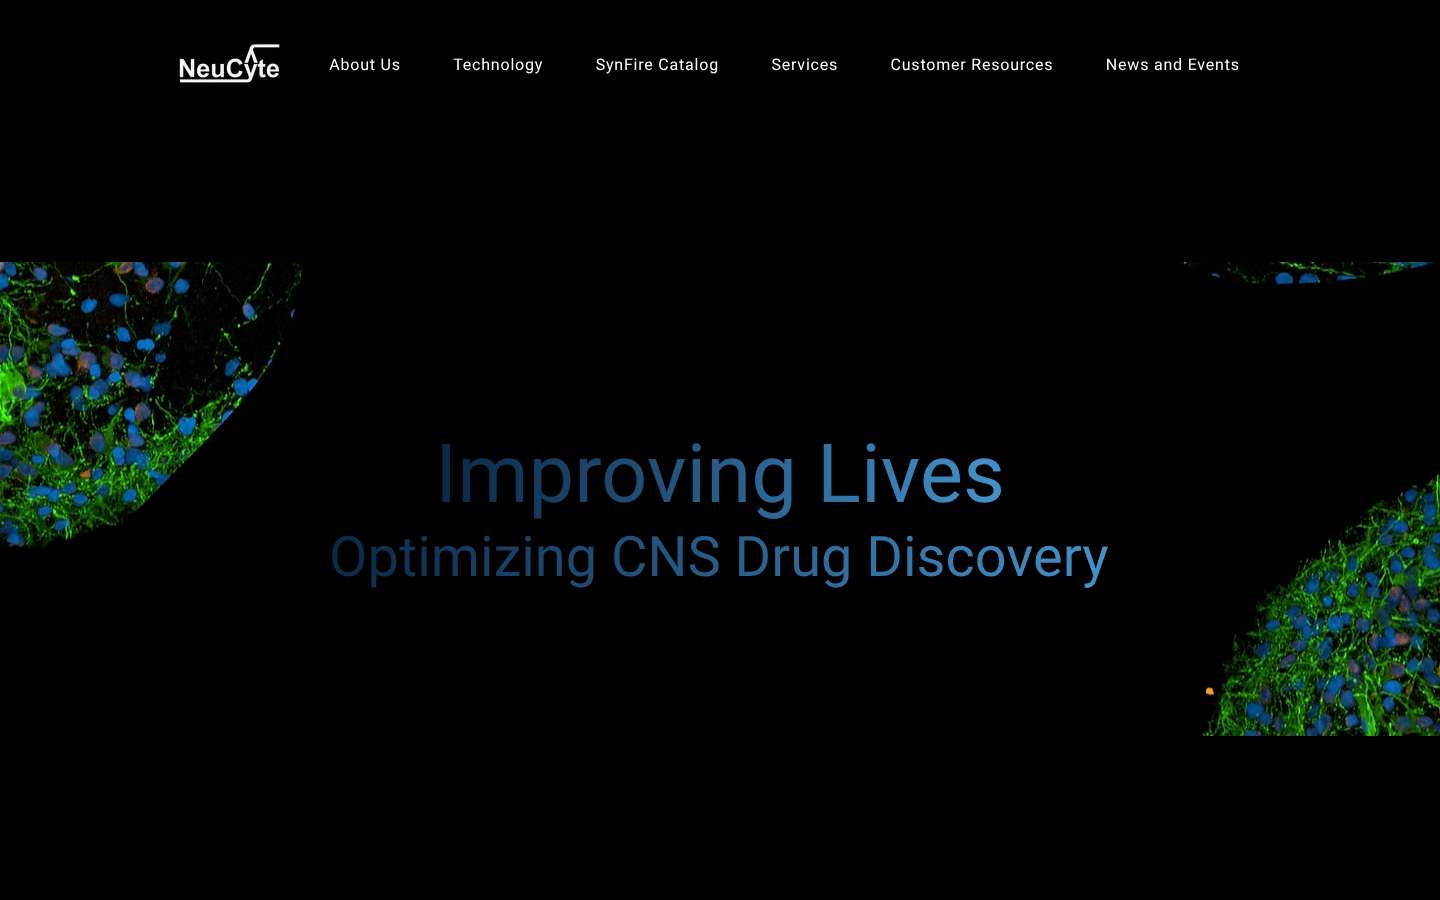 NeuCyte
About Us
Technology
SynFire Catalog
Services
Customer Resources
News and Events
Improving Lives
Optimizing CNS Drug Discovery